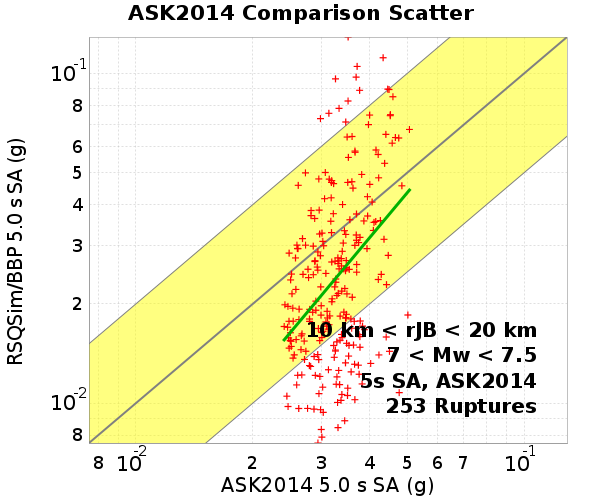 ASK2014 Comparison Scatter
RSQSim/BBP 5.0 s SA (g)
10-1
8
6
5
4
3
2
10-2
8
10 km < rJB < 20 km
7 < Mw < 7.5
5s SA, ASK2014
253 Ruptures
8 10-2 2 3 4 5 6 7 10-1
ASK2014 5.0 s SA (g)